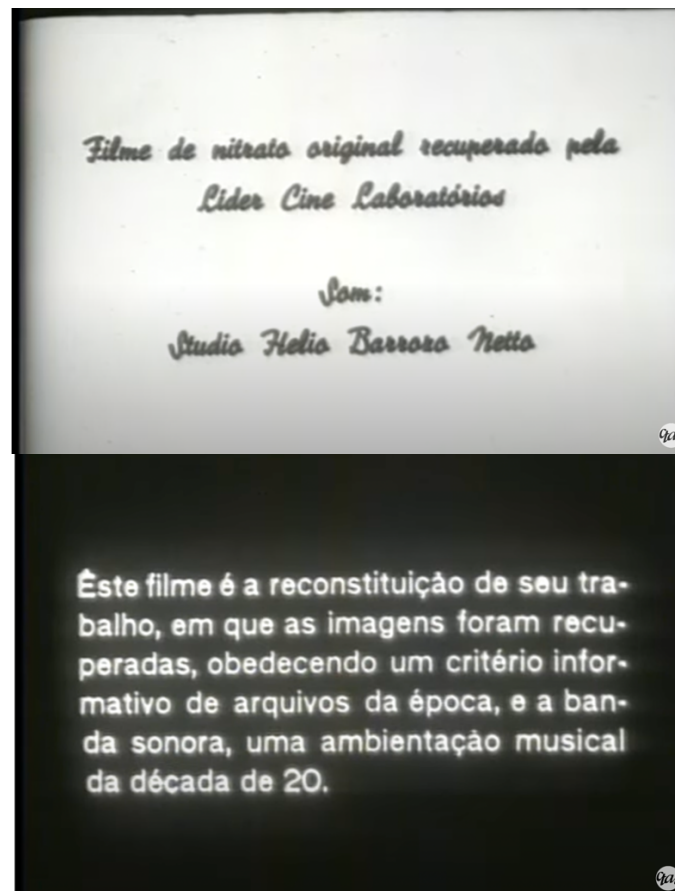 Filme de nitrato original recuperado pela
Líder Cine Laboratórios
Som:
Studio Helio Barrozo Netto
Êste filme é a reconstituição de seu tra-
balho, em que as imagens foram recu-
peradas, obedecendo um critério infor-
mativo de arquivos da época, e a ban-
da sonora, uma ambientação musical
da década de 20.